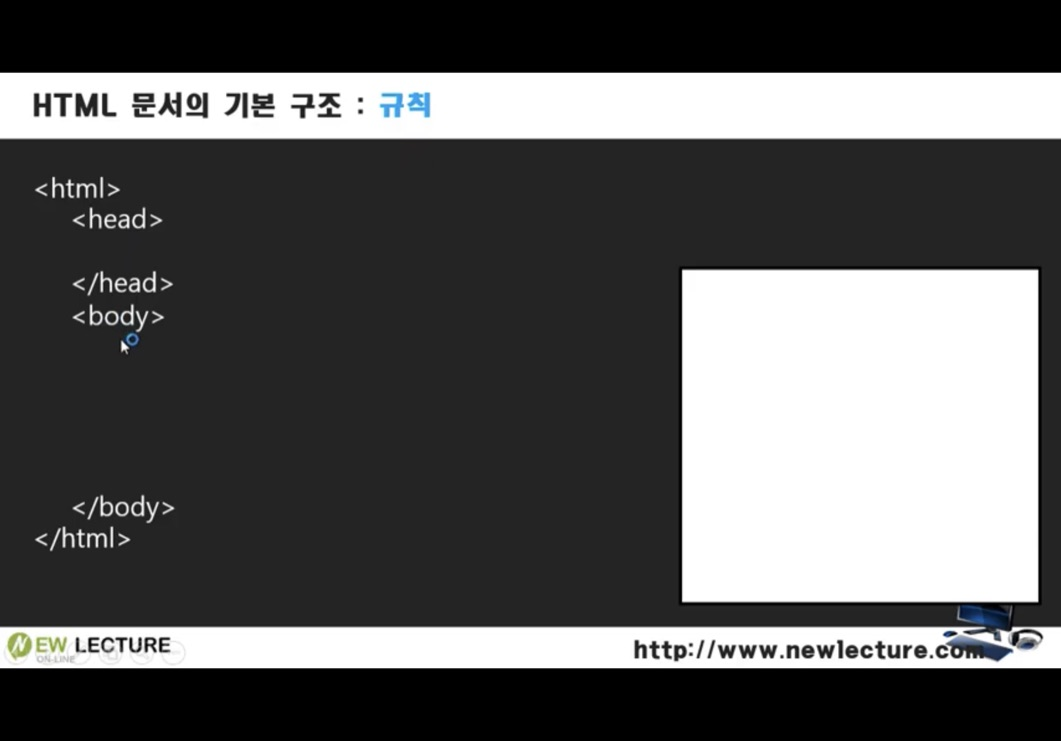 HTML 문서의 기본 구조 : 규칙
<html>
<head>
</head>
<body>
</body>
</html>
NEW LECTURE
ON-LINE
http://www.newlecture.com